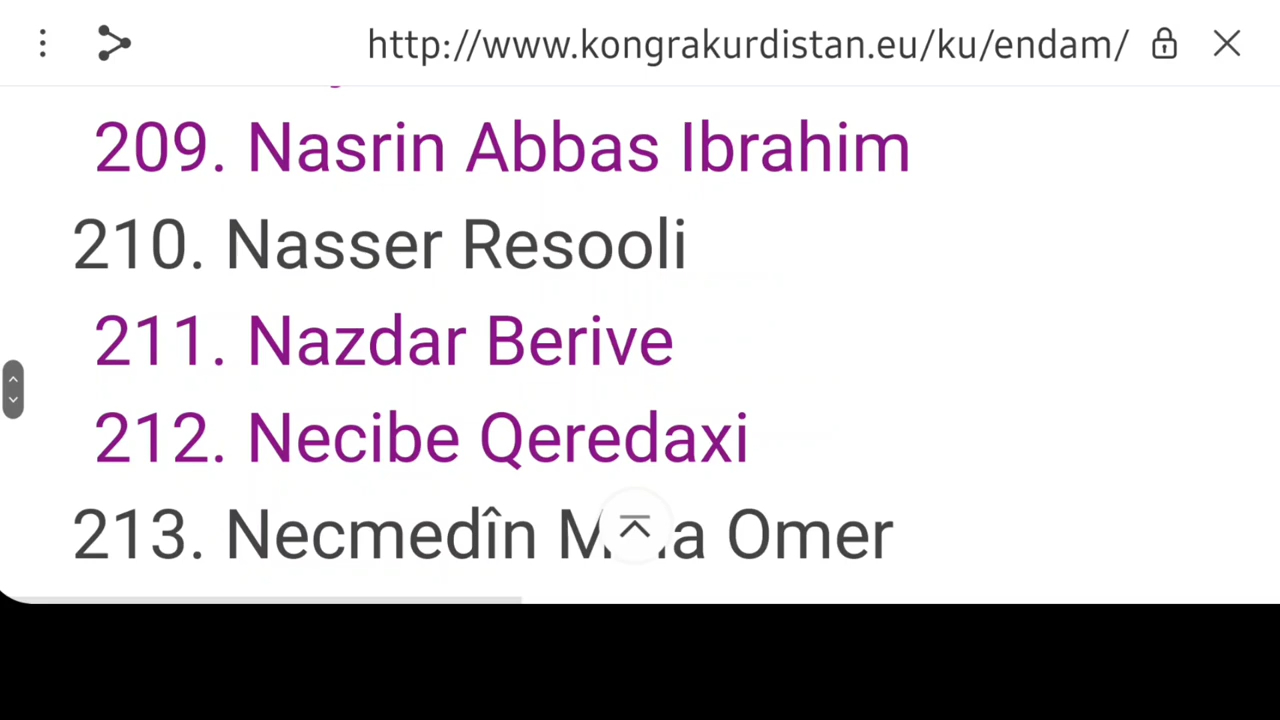 http://www.kongrakurdistan.eu/ku/endam/
209. Nasrin Abbas Ibrahim
210. Nasser Resooli
211. Nazdar Berive
212. Necibe Qeredaxi
213. Necmedîn Omer